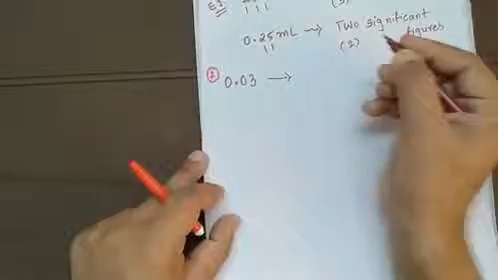 0.25 mL → Two significant
(2) figures
② 0.03 →